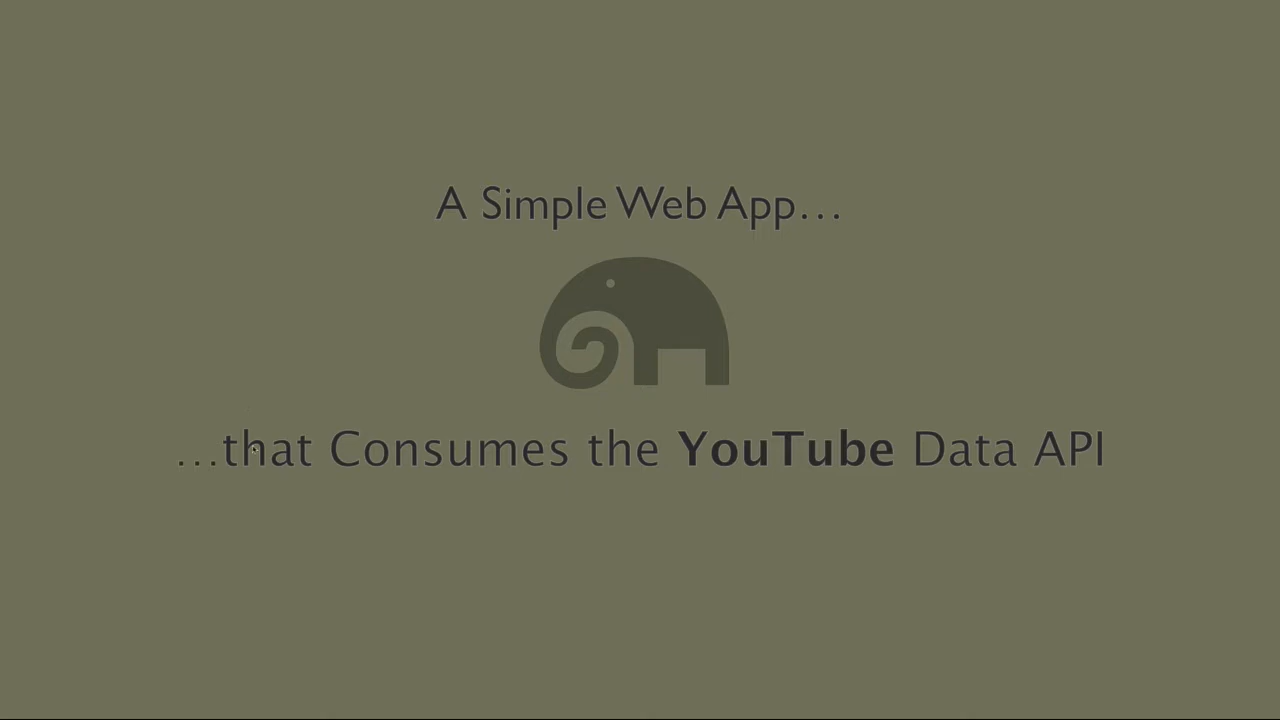 A Simple Web App…
…that Consumes the YouTube Data API